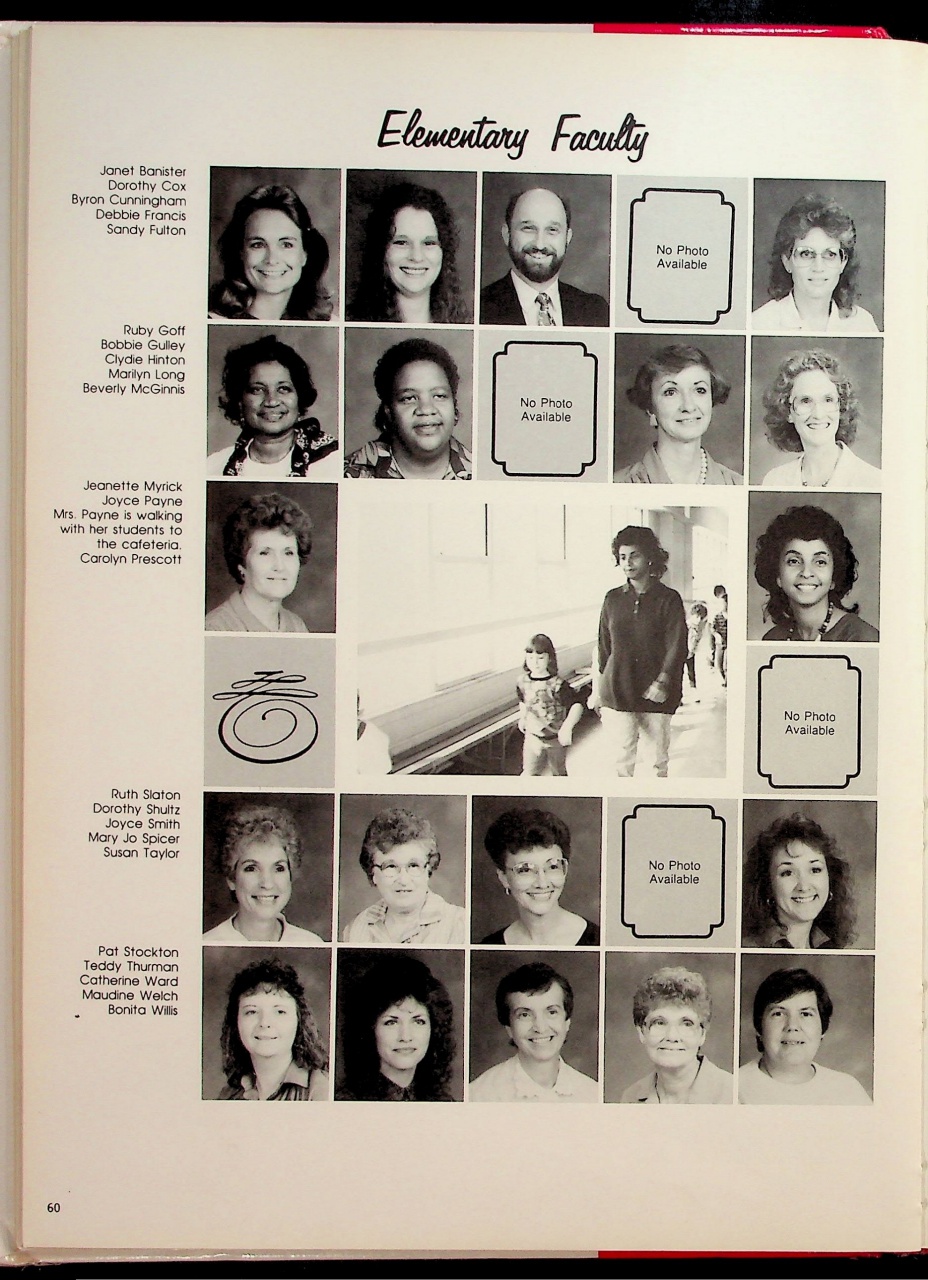 Elementary Faculty
Janet Banister
Dorothy Cox
Byron Cunningham
Debbie Francis
Sandy Fulton
No Photo
Available
Ruby Goff
Bobbie Gulley
Clydie Hinton
Marilyn Long
Beverly McGinnis
No Photo
Available
Jeanette Myrick
Joyce Payne
Mrs. Payne is walking
with her students to
the cafeteria.
Carolyn Prescott
No Photo
Available
Ruth Slaton
Dorothy Shultz
Joyce Smith
Mary Jo Spicer
Susan Taylor
No Photo
Available
Pat Stockton
Teddy Thurman
Catherine Ward
Maudine Welch
Bonita Willis
60